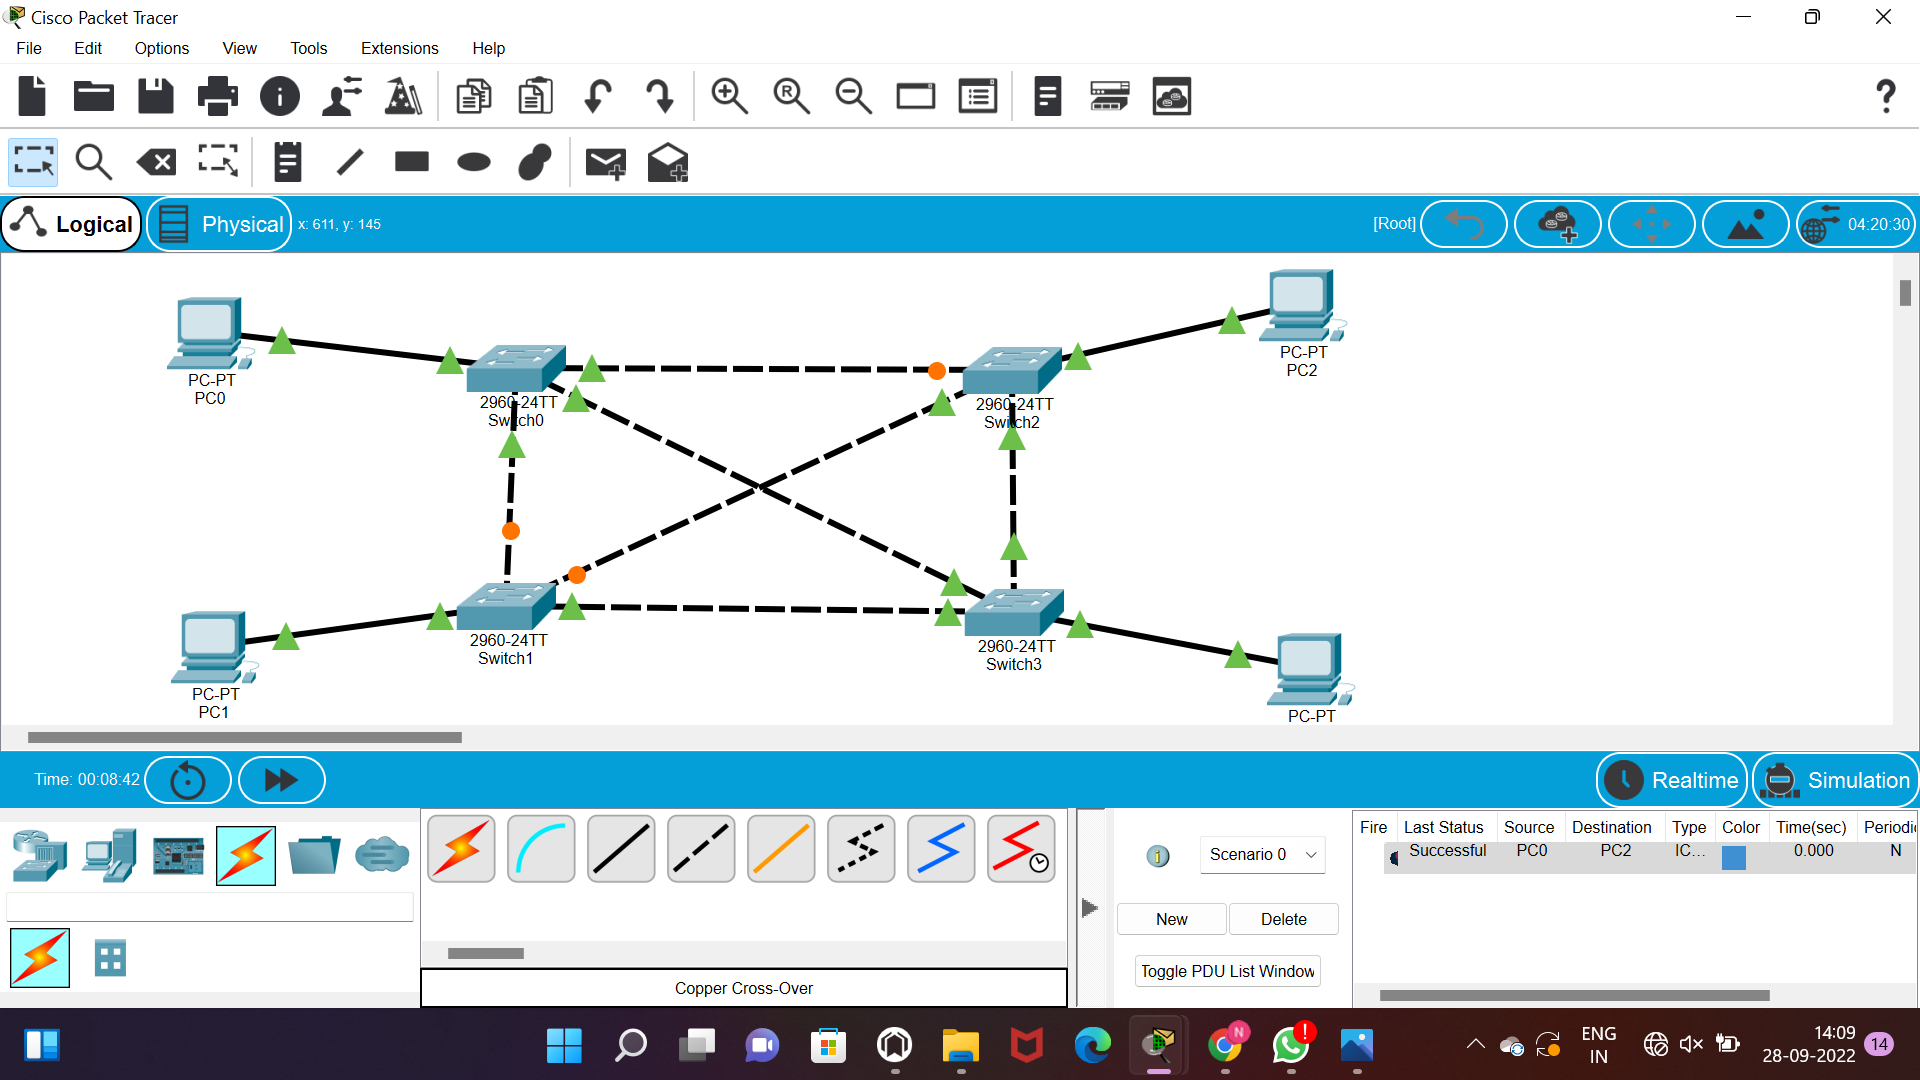 Cisco Packet Tracer
File Edit Options View Tools Extensions Help
Logical Physical x: 611, y: 145 [Root] 04:20:30
PC-PT
PC0
2960-24TT
Switch0
2960-24TT
Switch2
PC-PT
PC2
PC-PT
PC1
2960-24TT
Switch1
2960-24TT
Switch3
PC-PT
Time: 00:08:42 Realtime Simulation
Scenario 0
New Delete
Toggle PDU List Window
Fire Last Status Source Destination Type Color Time(sec) Periodic
Successful PC0 PC2 IC... 0.000 N
Copper Cross-Over
ENG
IN
14:09
28-09-2022
14